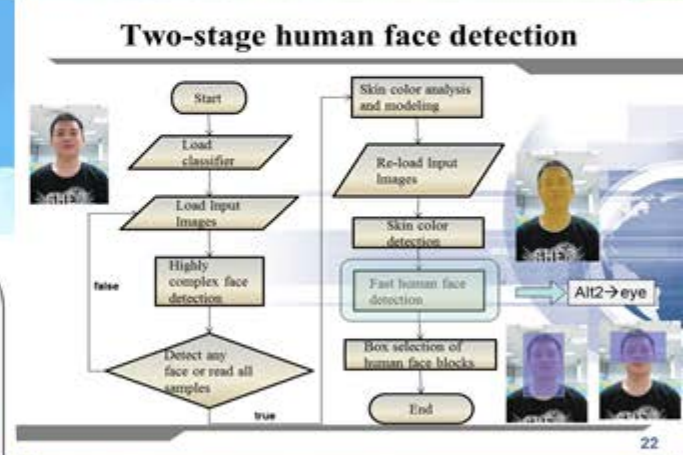 Two-stage human face detection
Start
Load
classifier
Load Input
Images
Highly
complex face
detection
false
Detect any
face or read all
samples
true
Skin color analysis
and modeling
Re-load Input
Images
Skin color
detection
Fast human face
detection
Alt2→eye
Box selection of
human face blocks
End
22